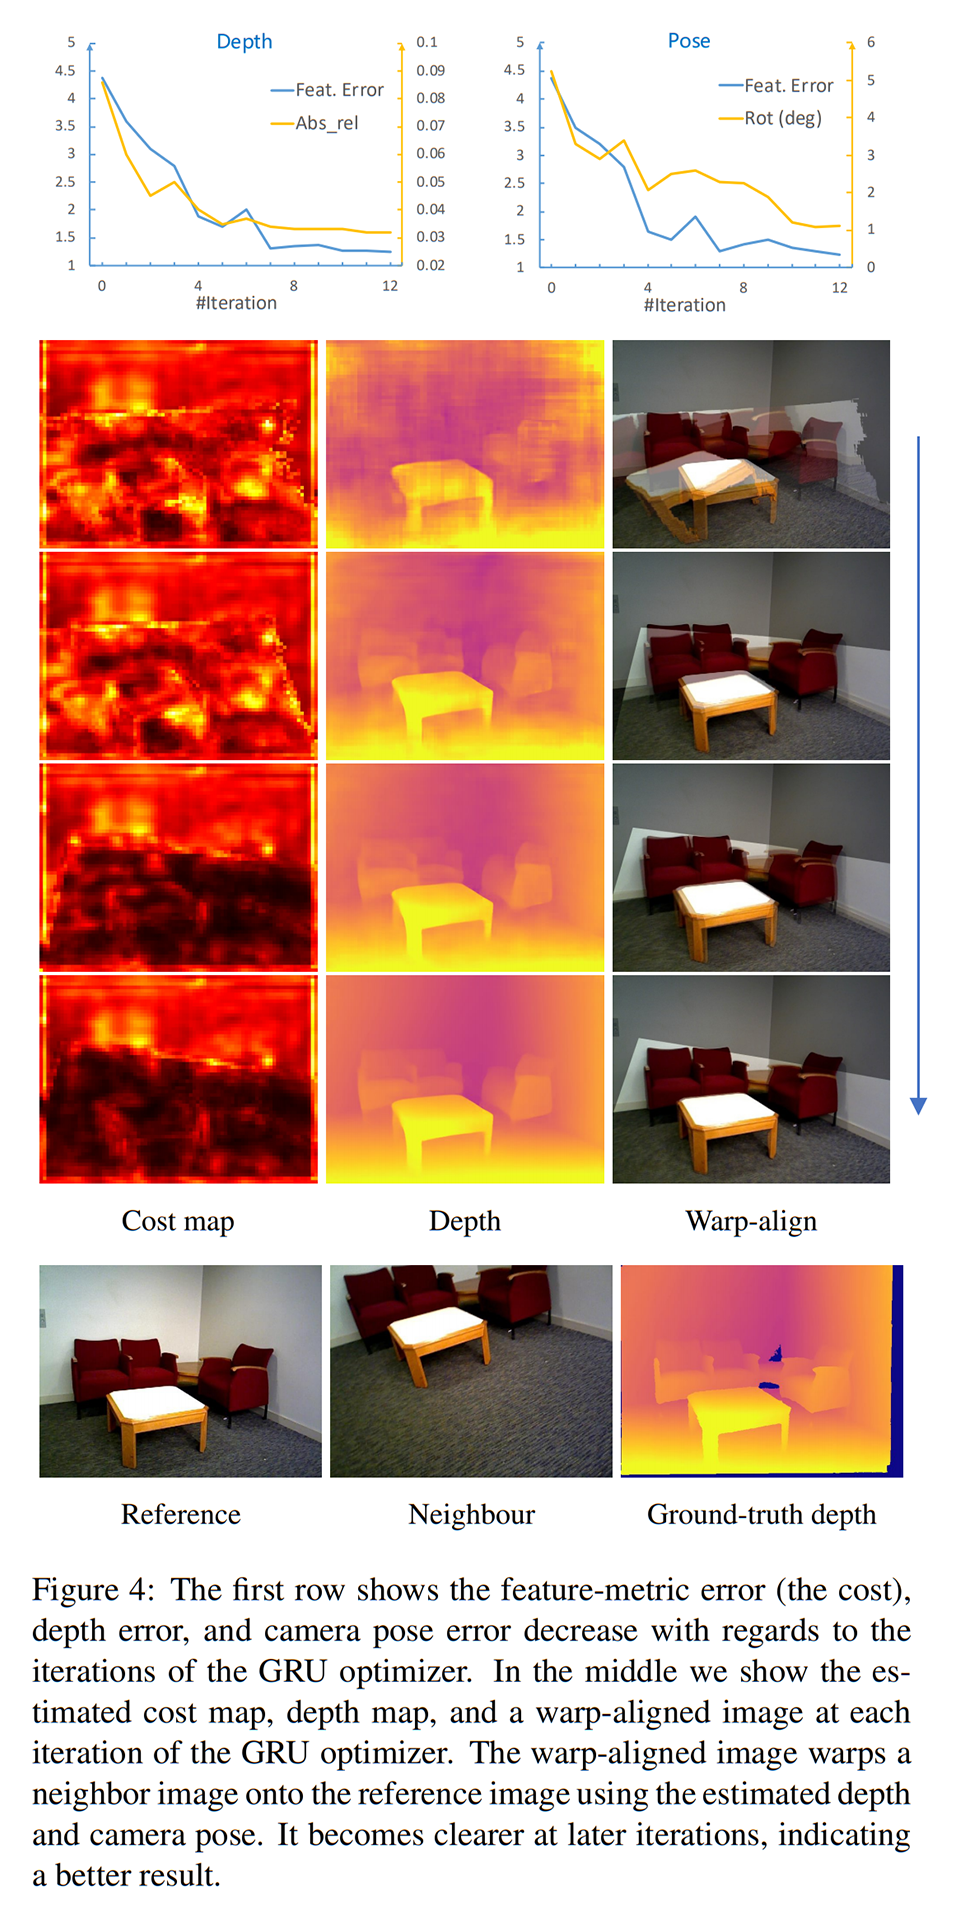 Depth
5
4.5
4
3.5
3
2.5
2
1.5
1
Feat. Error
Abs_rel
0.1
0.09
0.08
0.07
0.06
0.05
0.04
0.03
0.02
0 4 8 12
#Iteration
Pose
5
4.5
4
3.5
3
2.5
2
1.5
1
Feat. Error
Rot (deg)
6
5
4
3
2
1
0
0 4 8 12
#Iteration
Cost map Depth Warp-align
Reference Neighbour Ground-truth depth
Figure 4: The first row shows the feature-metric error (the cost),
depth error, and camera pose error decrease with regards to the
iterations of the GRU optimizer. In the middle we show the es-
timated cost map, depth map, and a warp-aligned image at each
iteration of the GRU optimizer. The warp-aligned image warps a
neighbor image onto the reference image using the estimated depth
and camera pose. It becomes clearer at later iterations, indicating
a better result.